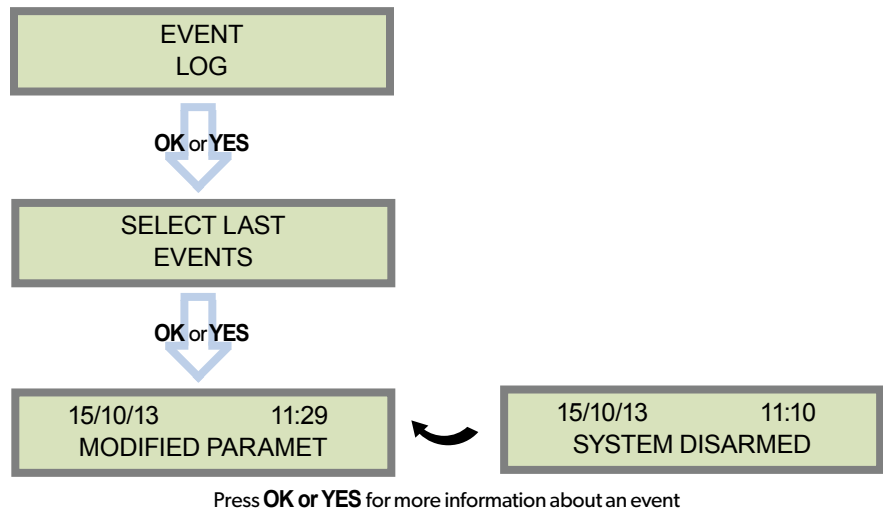 EVENT
LOG
OK or YES
SELECT LAST
EVENTS
OK or YES
15/10/13 11:29
MODIFIED PARAMET
15/10/13 11:10
SYSTEM DISARMED
Press OK or YES for more information about an event